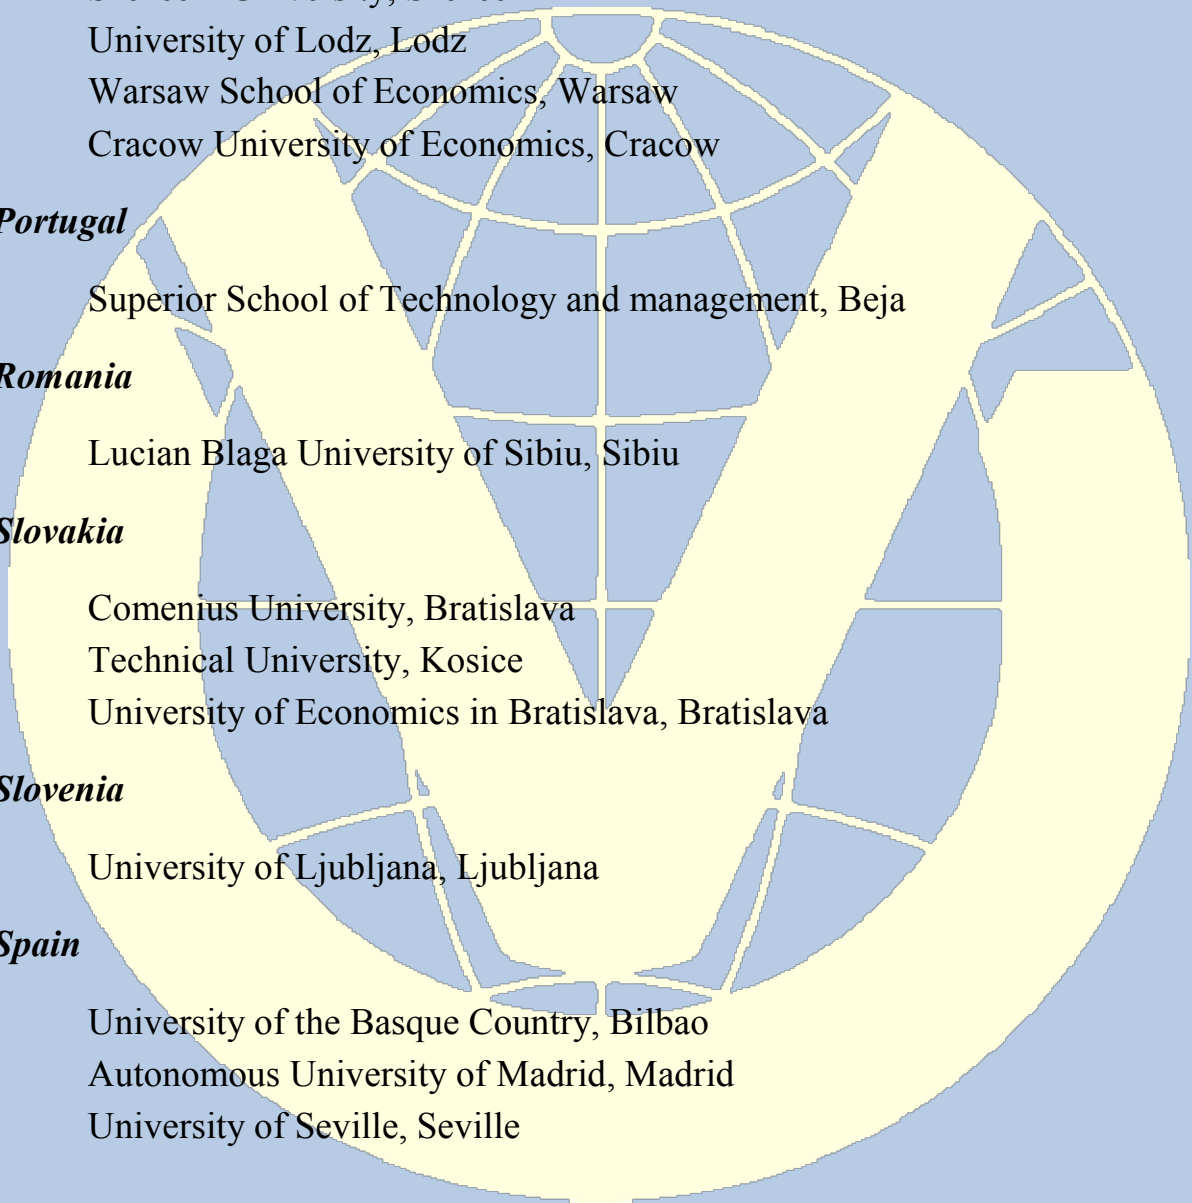 University of Lodz, Lodz
Warsaw School of Economics, Warsaw
Cracow University of Economics, Cracow
Portugal
Superior School of Technology and management, Beja
Romania
Lucian Blaga University of Sibiu, Sibiu
Slovakia
Comenius University, Bratislava
Technical University, Kosice
University of Economics in Bratislava, Bratislava
Slovenia
University of Ljubljana, Ljubljana
Spain
University of the Basque Country, Bilbao
Autonomous University of Madrid, Madrid
University of Seville, Seville